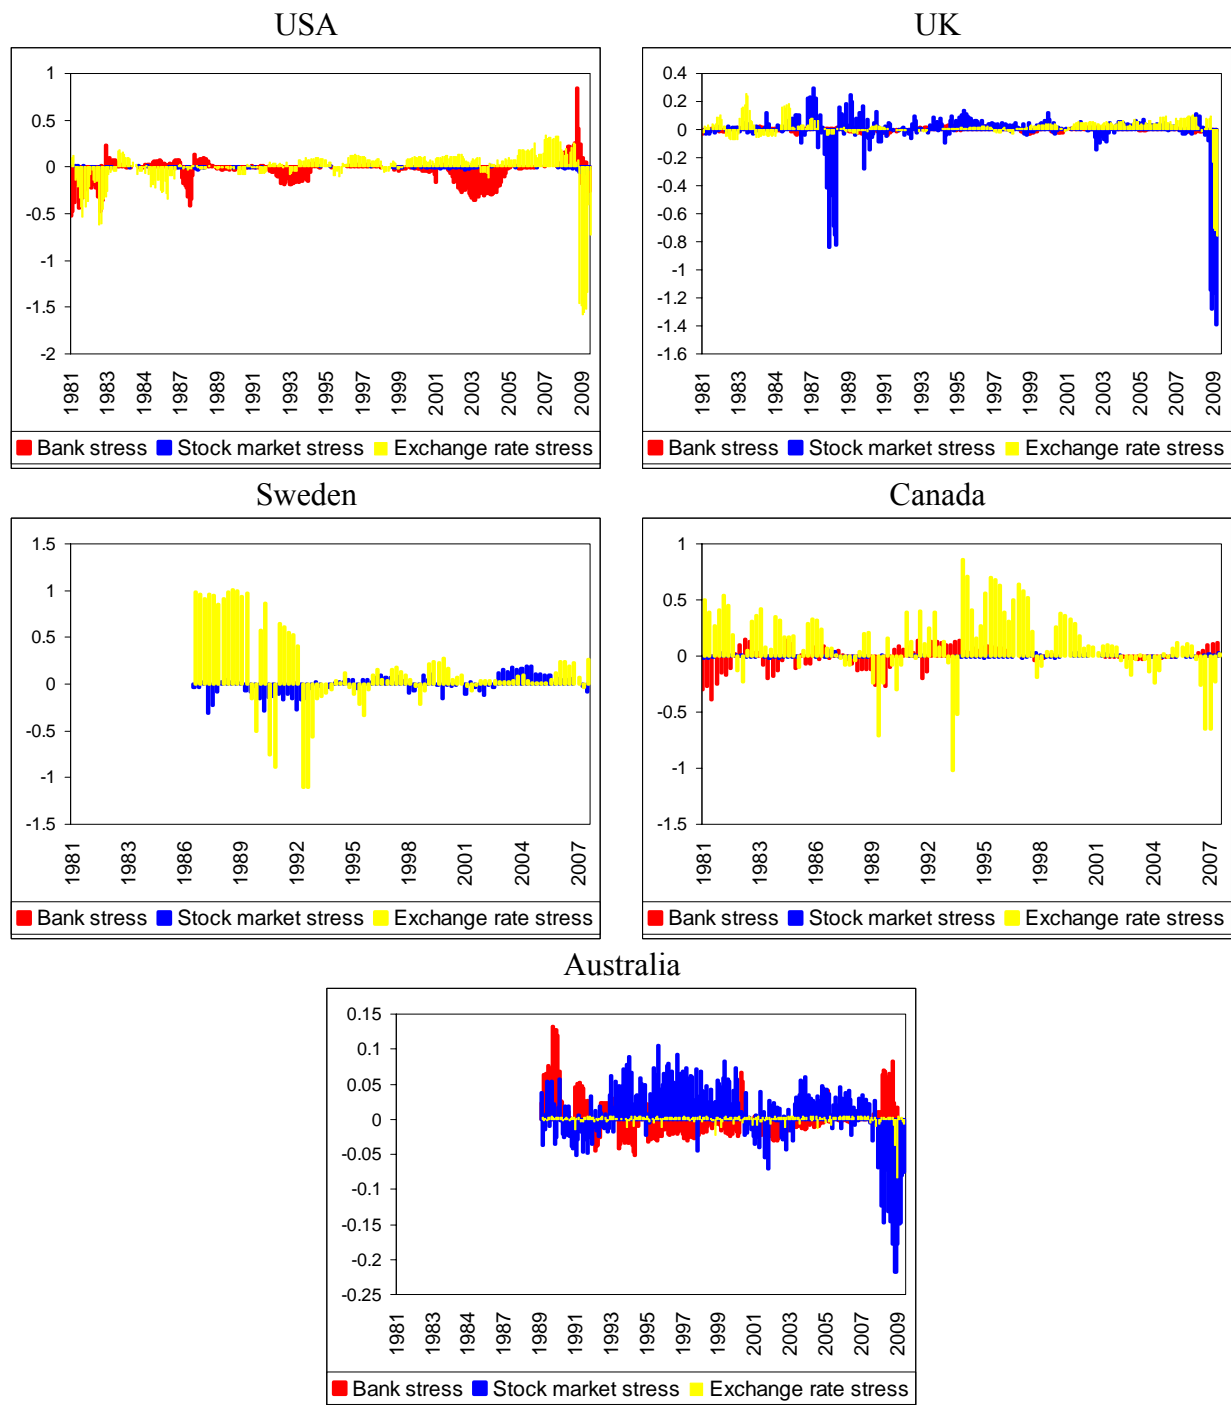 USA
1
0.5
0
-0.5
-1
-1.5
-2
1981 1983 1984 1987 1989 1991 1993 1995 1997 1999 2001 2003 2005 2007 2009
Bank stress Stock market stress Exchange rate stress
UK
0.4
0.2
0
-0.2
-0.4
-0.6
-0.8
-1
-1.2
-1.4
-1.6
1981 1983 1984 1987 1989 1991 1993 1995 1997 1999 2001 2003 2005 2007 2009
Bank stress Stock market stress Exchange rate stress
Sweden
1.5
1
0.5
0
-0.5
-1
-1.5
1981 1983 1986 1989 1992 1995 1998 2001 2004 2007
Bank stress Stock market stress Exchange rate stress
Canada
1
0.5
0
-0.5
-1
-1.5
1981 1983 1986 1989 1992 1995 1998 2001 2004 2007
Bank stress Stock market stress Exchange rate stress
Australia
0.15
0.1
0.05
0
-0.05
-0.1
-0.15
-0.2
-0.25
1981 1983 1984 1987 1989 1991 1993 1995 1997 1999 2001 2003 2005 2007 2009
Bank stress Stock market stress Exchange rate stress